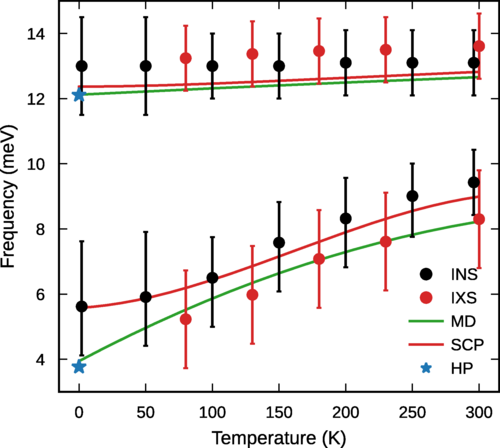 14
12
10
8
6
4
Frequency (meV)
INS
IXS
MD
SCP
HP
0 50 100 150 200 250 300
Temperature (K)